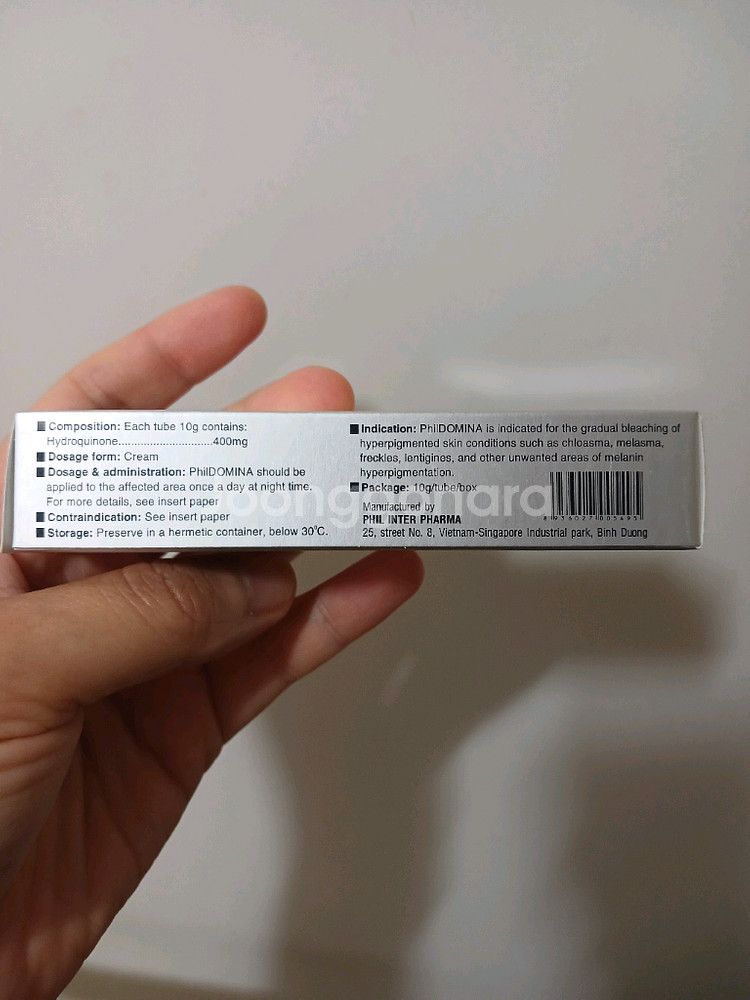 Composition: Each tube 10g contains:
Hydroquinone..............................400mg
Dosage form: Cream
Dosage & administration: PhilDOMINA should be
applied to the affected area once a day at night time.
For more details, see insert paper
Contraindication: See insert paper
Storage: Preserve in a hermetic container, below 30°C.
Indication: PhilDOMINA is indicated for the gradual bleaching of
hyperpigmented skin conditions such as chloasma, melasma,
freckles, lentigines, and other unwanted areas of melanin
hyperpigmentation.
Package: 10g/tube/box
Manufactured by
PHIL INTER PHARMA
25, street No. 8, Vietnam-Singapore Industrial park, Binh Duong